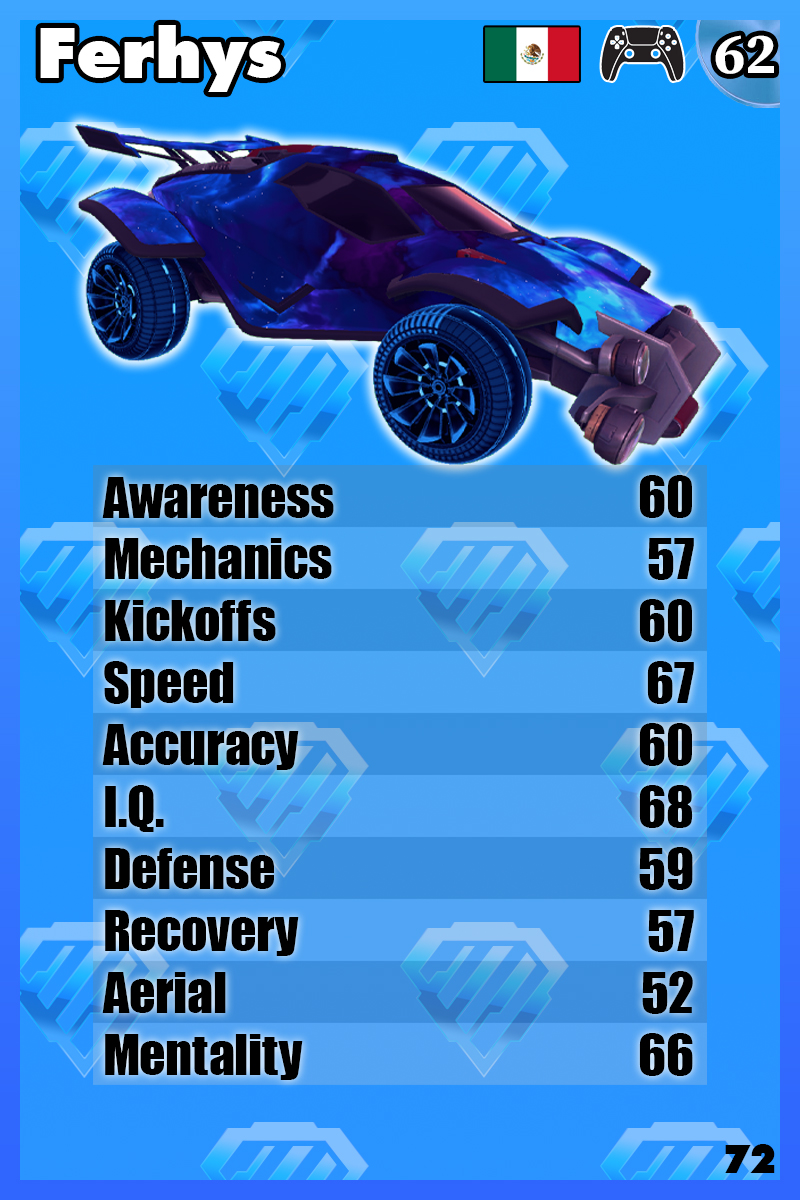 Ferhys
62
Awareness 60
Mechanics 57
Kickoffs 60
Speed 67
Accuracy 60
I.Q. 68
Defense 59
Recovery 57
Aerial 52
Mentality 66
72